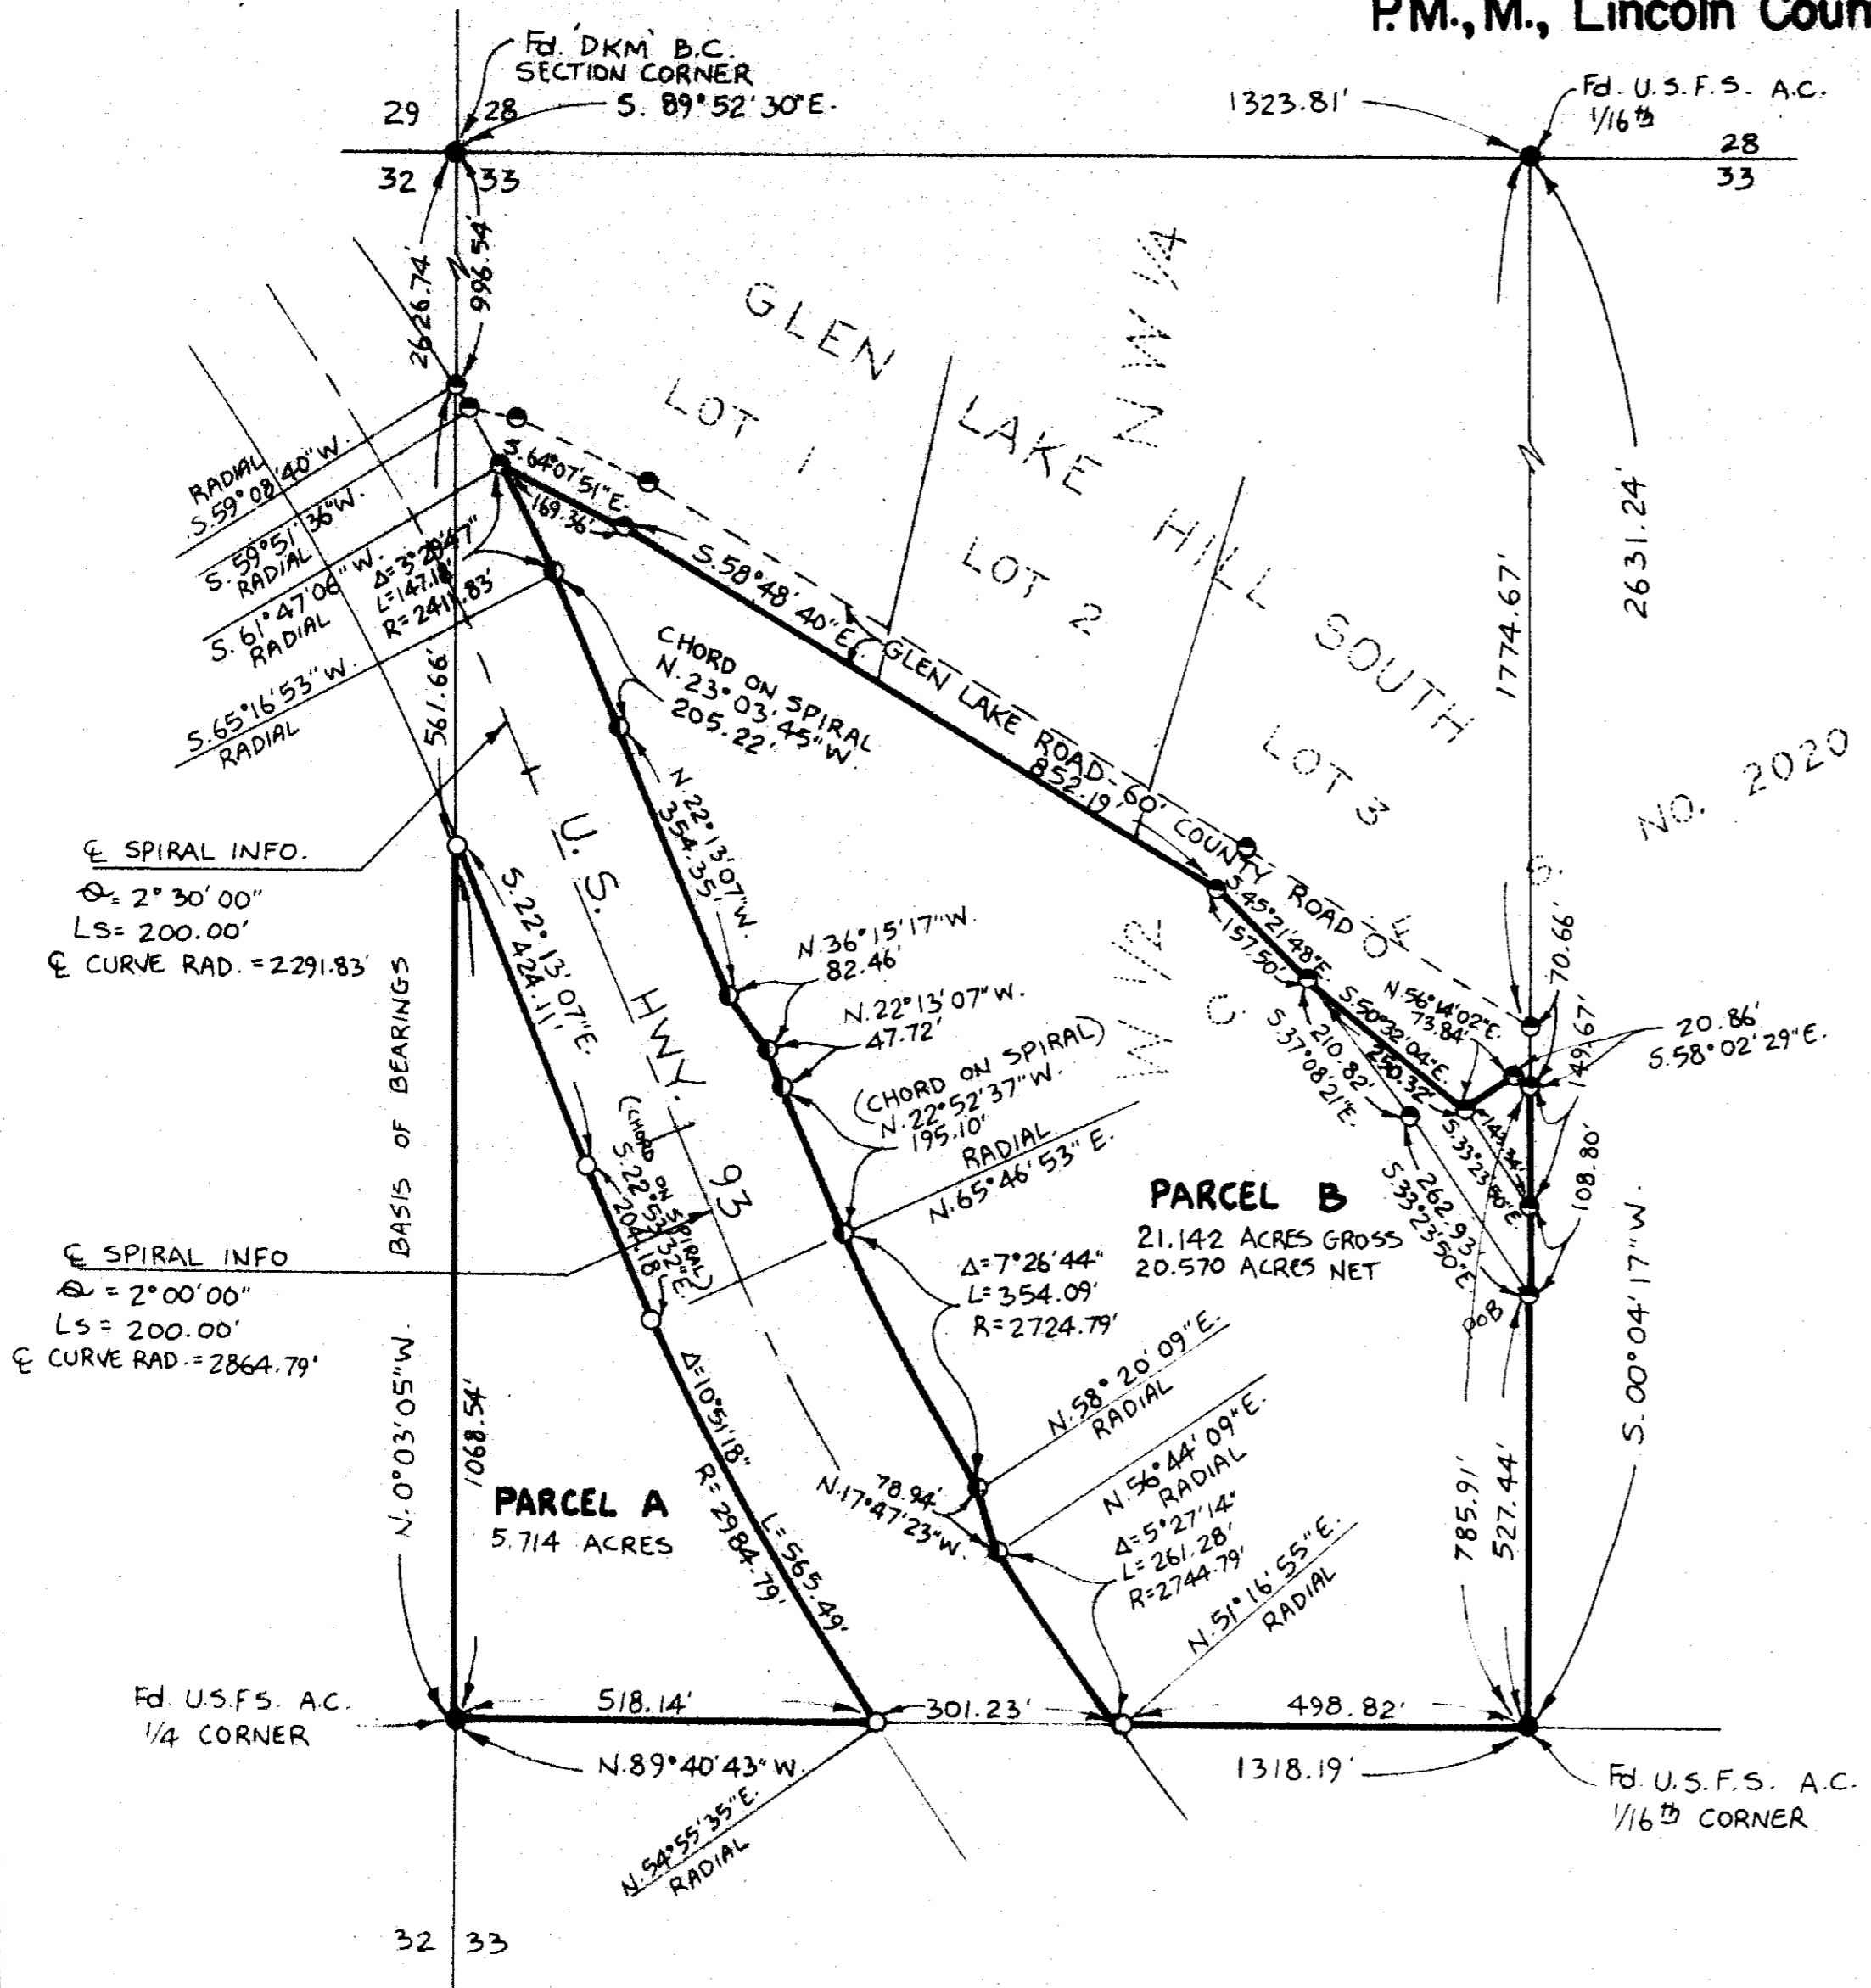 P.M.,M., Lincoln Coun
Fd. 'DKM' B.C.
SECTION CORNER
S. 89°52'30"E.
29 28
32 33
1323.81'
Fd. U.S.F.S. A.C.
1/16th
28
33
2626.74'
996.54'
GLEN LAKE HILL SOUTH
NO. 2020
LOT 1
LOT 2
LOT 3
RADIAL
S.59°08'40"W.
S.59°51'36"W.
RADIAL
S.61°47'06"W.
RADIAL
S.65°16'53"W.
RADIAL
L=147.18'
R=2411.83'
S.64°07'51"E.
169.36'
S.58°48'40"E.
852.19'
GLEN LAKE ROAD-60' COUNTY ROAD
1774.67'
2631.24'
561.66'
CHORD ON SPIRAL
N.23°03'45"W.
205.22'
N.22°13'07"W.
354.35'
U.S. HWY. 93
℄ SPIRAL INFO.
Θ= 2°30'00"
LS= 200.00'
℄ CURVE RAD. =2291.83'
S.22°13'07"E.
424.11'
N.36°15'17"W.
82.46'
N.22°13'07"W.
47.72'
(CHORD ON SPIRAL)
N.22°52'37"W.
195.10'
RADIAL
N.65°46'53"E.
S.45°21'48"E.
157.50'
S.50°32'04"E.
250.32'
N.56°14'02"E.
73.84'
70.66'
149.67'
20.86'
S.58°02'29"E.
210.82'
S.37°08'21"E.
S.33°23'50"E.
108.80'
262.93'
S.33°23'50"E.
POB
(CHORD ON SPIRAL)
S.22°53'32"E.
204.18'
BASIS OF BEARINGS
N.0°03'05"W.
1068.54'
℄ SPIRAL INFO
Θ = 2°00'00"
LS = 200.00'
℄ CURVE RAD.=2864.79'
PARCEL B
21.142 ACRES GROSS
20.570 ACRES NET
Δ=7°26'44"
L=354.09'
R=2724.79'
S.00°04'17"W.
Δ=10°51'18"
R=2984.79'
L=565.49'
PARCEL A
5.714 ACRES
N.58°20'09"E.
RADIAL
78.94'
N.17°47'23"W.
N.56°44'09"E.
RADIAL
Δ=5°27'14"
L=261.28'
R=2744.79'
N.51°16'55"E.
RADIAL
785.91'
527.44'
Fd. U.S.F.S. A.C.
1/4 CORNER
518.14'
301.23'
498.82'
N.89°40'43"W.
1318.19'
Fd. U.S.F.S. A.C.
1/16th CORNER
N.54°55'35"E.
RADIAL
32 33